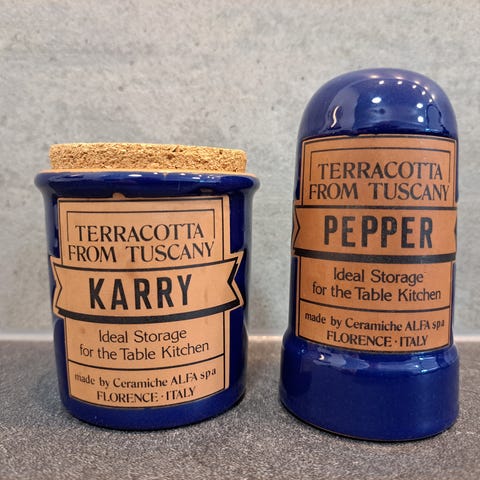 TERRACOTTA
FROM TUSCANY
KARRY
Ideal Storage
for the Table Kitchen
made by Ceramiche ALFA spa
FLORENCE · ITALY
TERRACOTTA
FROM TUSCANY
PEPPER
Ideal Storage
for the Table Kitchen
made by Ceramiche ALFA spa
FLORENCE · ITALY